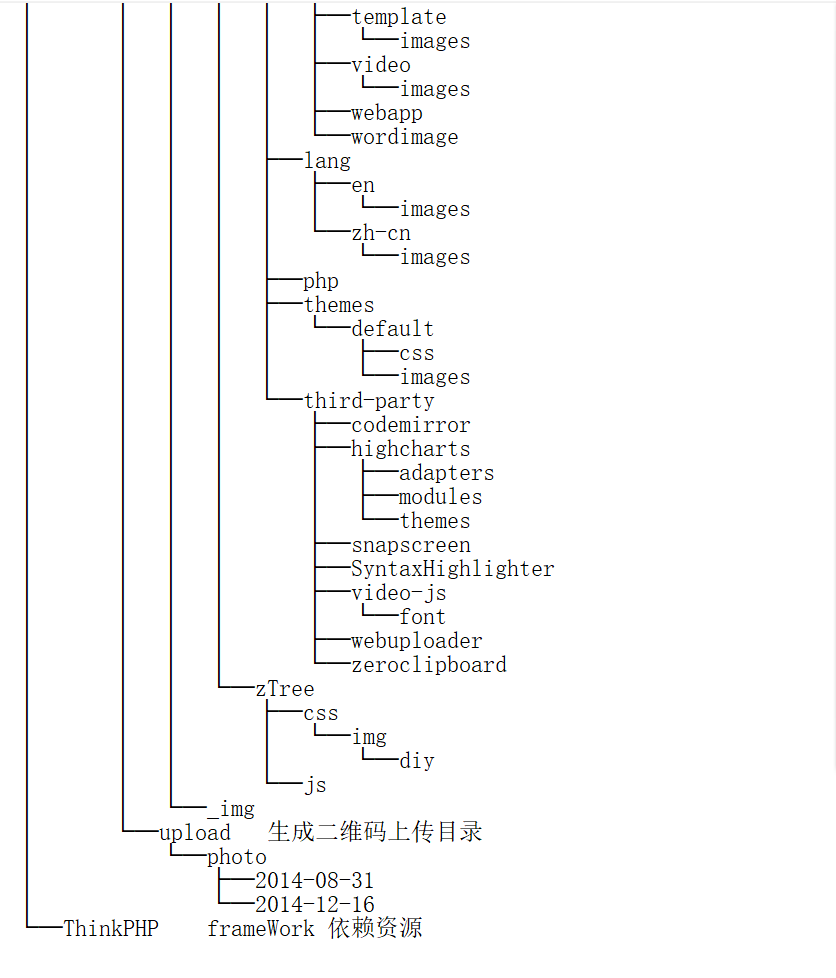 template
images
video
images
webapp
wordimage
lang
en
images
zh-cn
images
php
themes
default
css
images
third-party
codemirror
highcharts
adapters
modules
themes
snapscreen
SyntaxHighlighter
video-js
font
webuploader
zeroclipboard
zTree
css
img
diy
js
_img
upload 生成二维码上传目录
photo
2014-08-31
2014-12-16
ThinkPHP frameWork 依赖资源